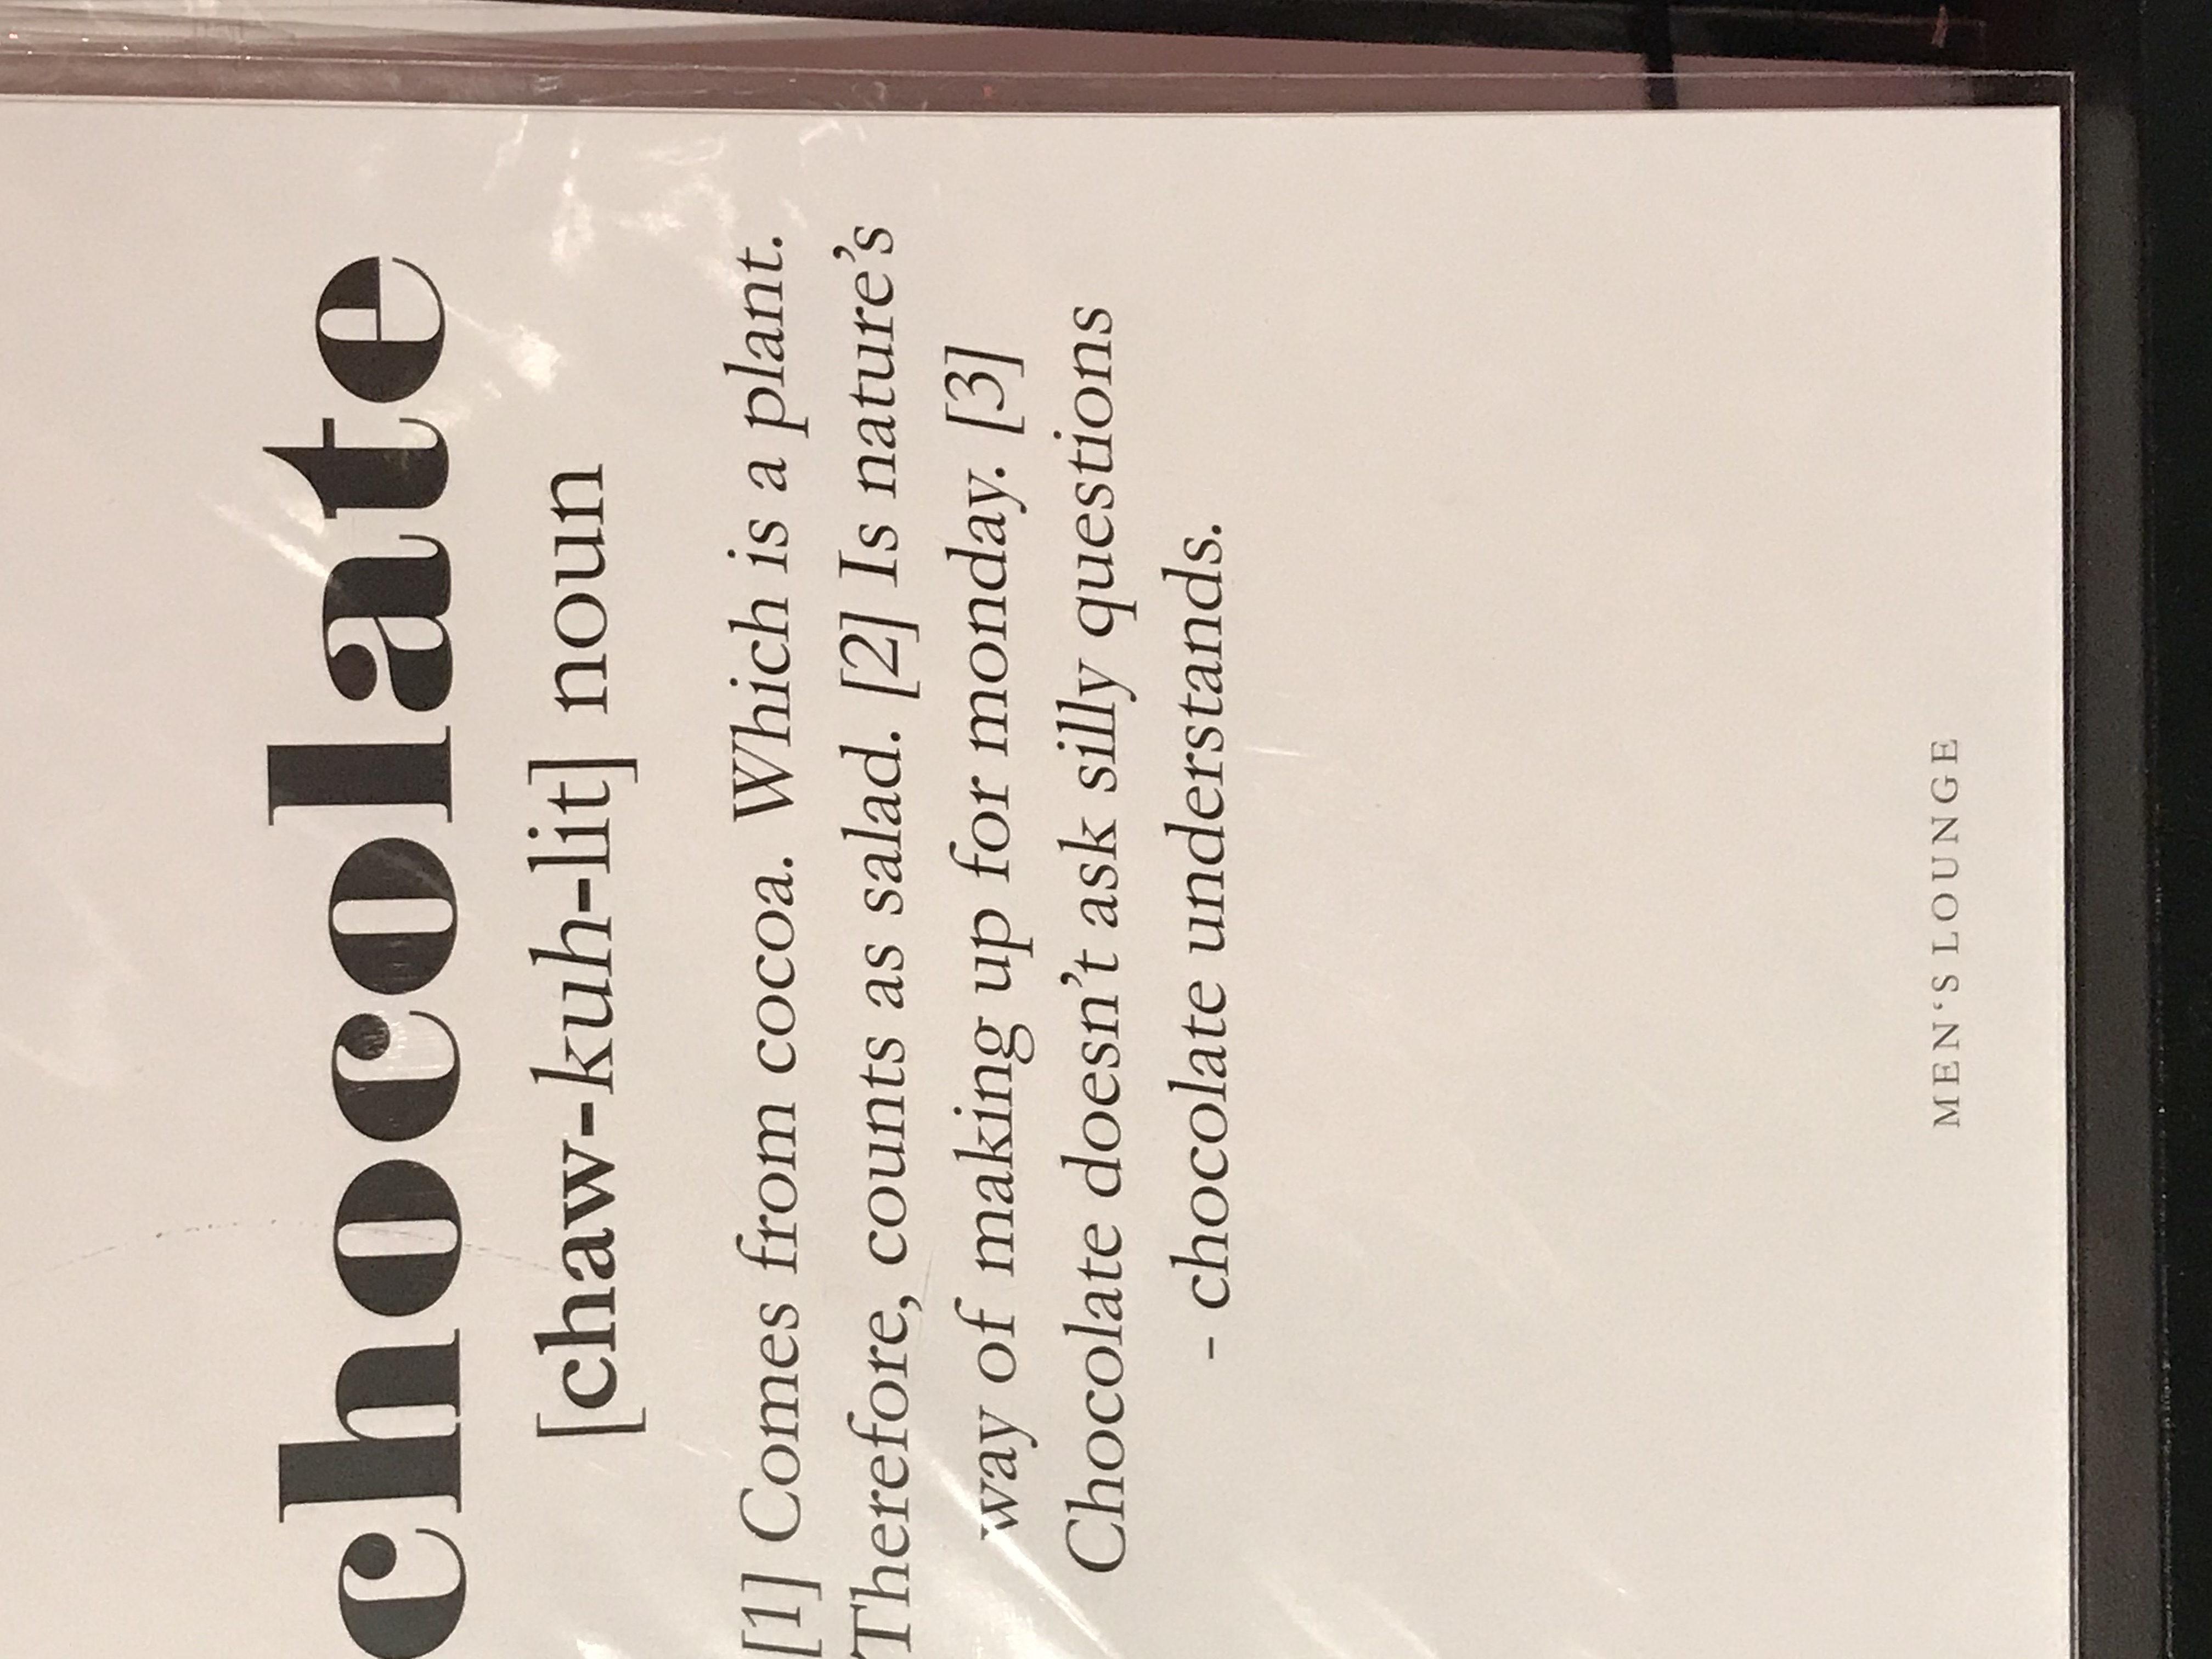 chocolate
[chaw-kuh-lit] noun
[1] Comes from cocoa. Which is a plant.
Therefore, counts as salad. [2] Is nature's
way of making up for monday. [3]
Chocolate doesn't ask silly questions
- chocolate understands.
MEN'S LOUNGE